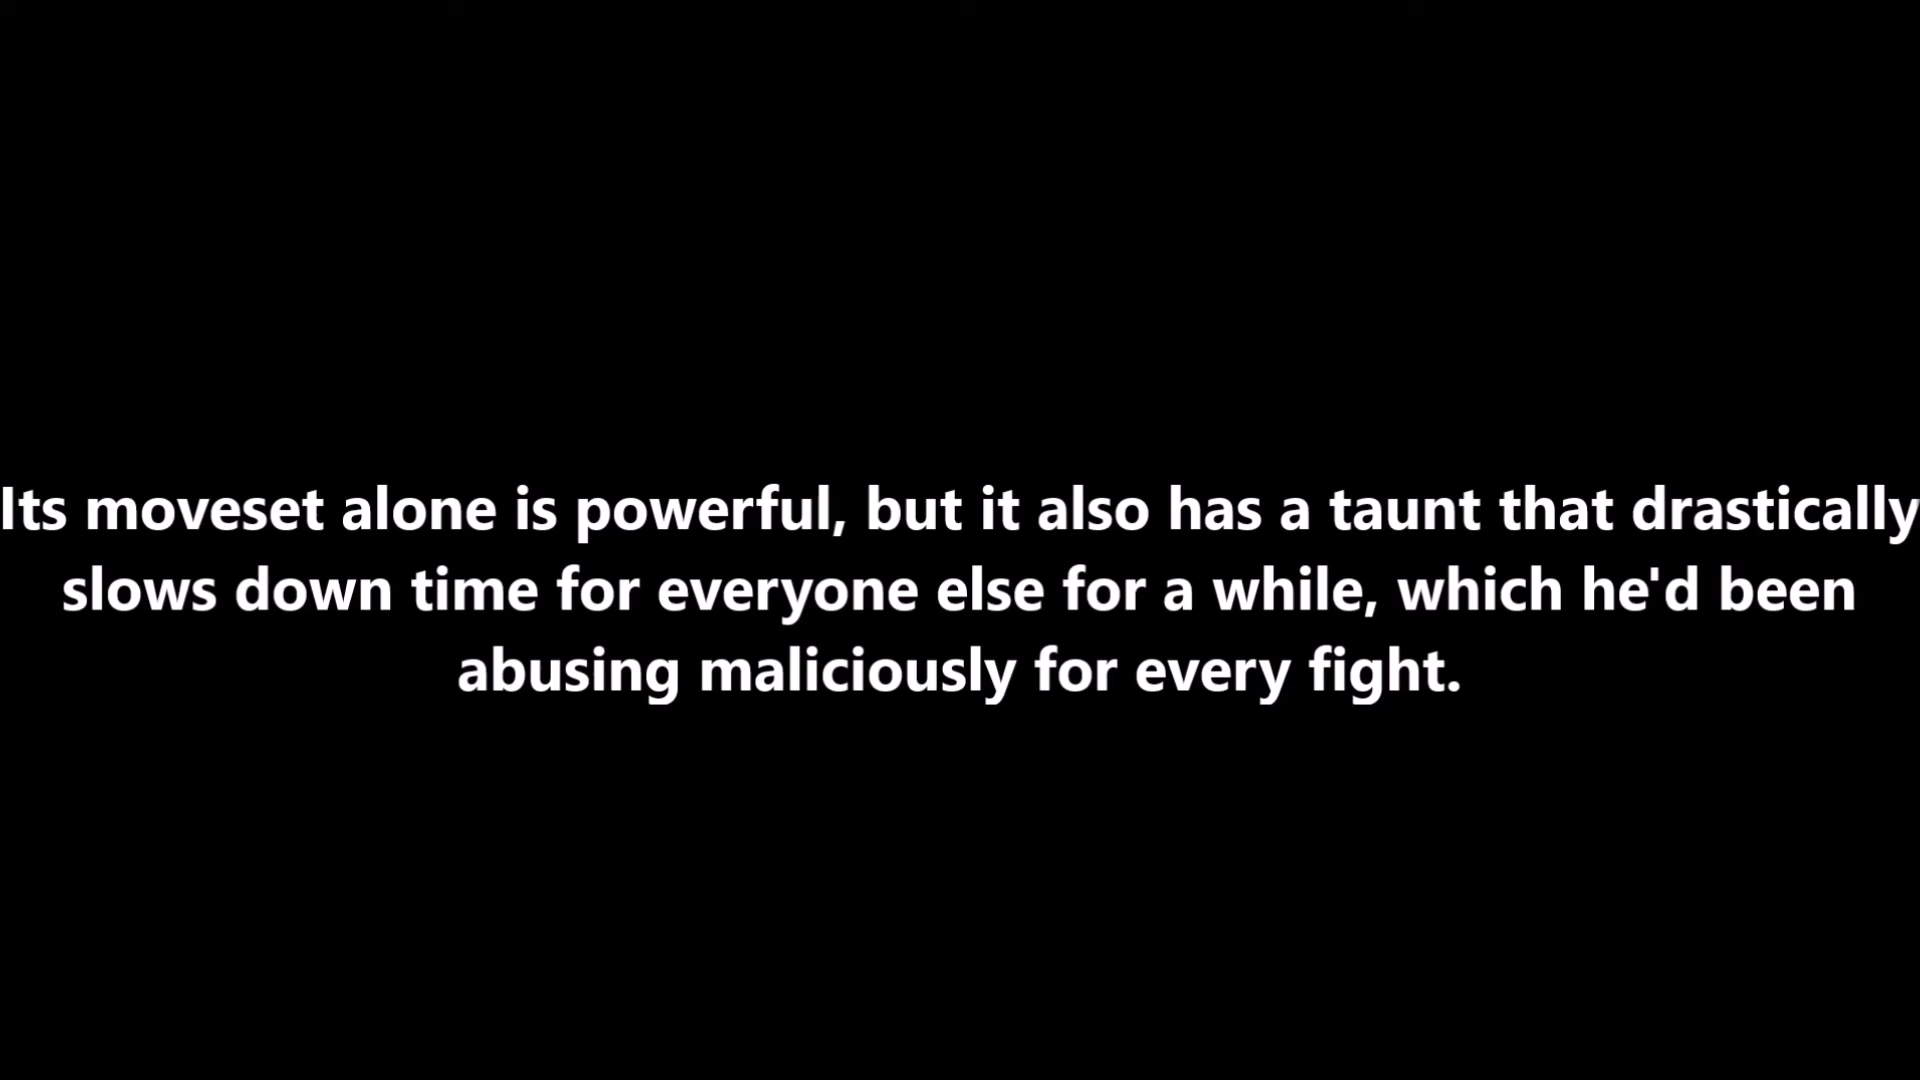 Its moveset alone is powerful, but it also has a taunt that drastically
slows down time for everyone else for a while, which he'd been
abusing maliciously for every fight.